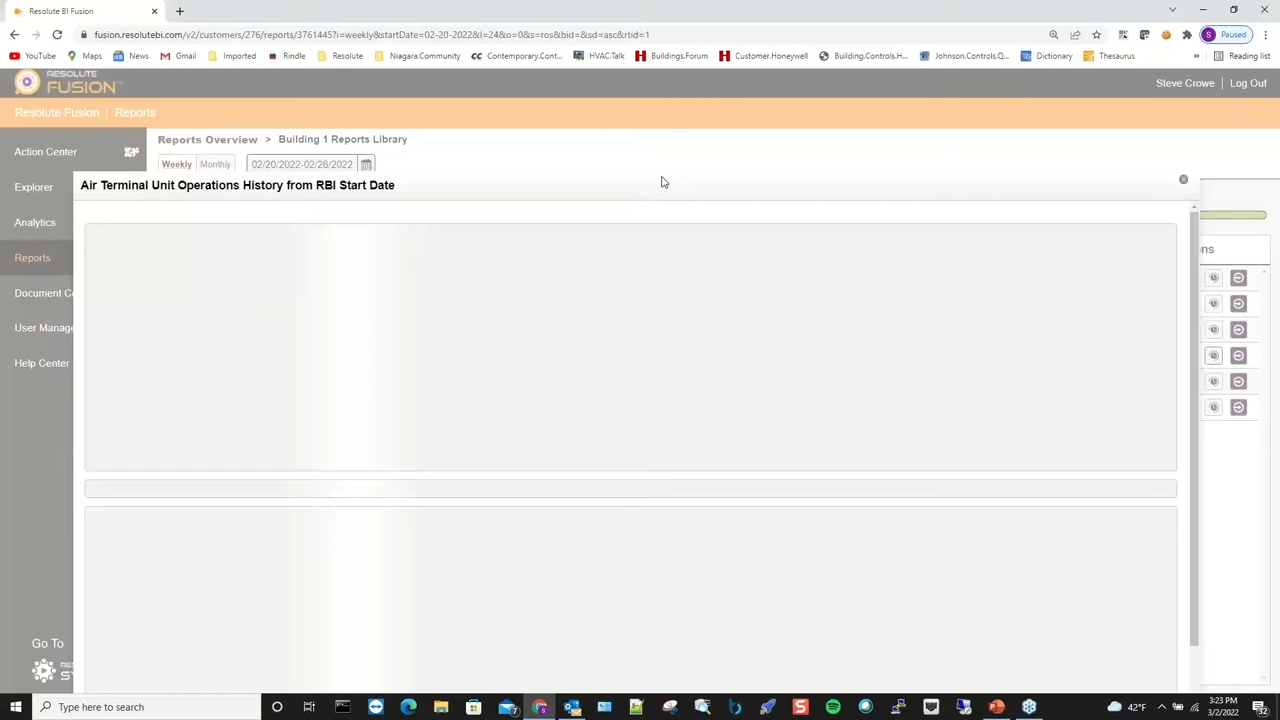 Resolute BI Fusion
fusion.resolutebi.com/v2/customers/276/reports/3761445?i=weekly&startDate=02-20-2022&l=24&o=0&s=ros&bid=&sd=asc&rtid=1
S Paused
YouTube Maps News Gmail Imported Rindle Resolute Niagara.Community Contemporary.Cont... HVAC.Talk Buildings.Forum Customer.Honeywell Building.Controls.H... Johnson.Controls.Q... Dictionary Thesaurus » Reading list
RESOLUTE
FUSION
Steve Crowe Log Out
Resolute Fusion Reports
Reports Overview > Building 1 Reports Library
Action Center
Weekly Monthly 02/20/2022-02/26/2022
Air Terminal Unit Operations History from RBI Start Date
Explorer
Analytics
ns
Reports
Document C
User Manage
Help Center
Go To
RES
SY
Type here to search
42°F
3:23 PM
3/2/2022